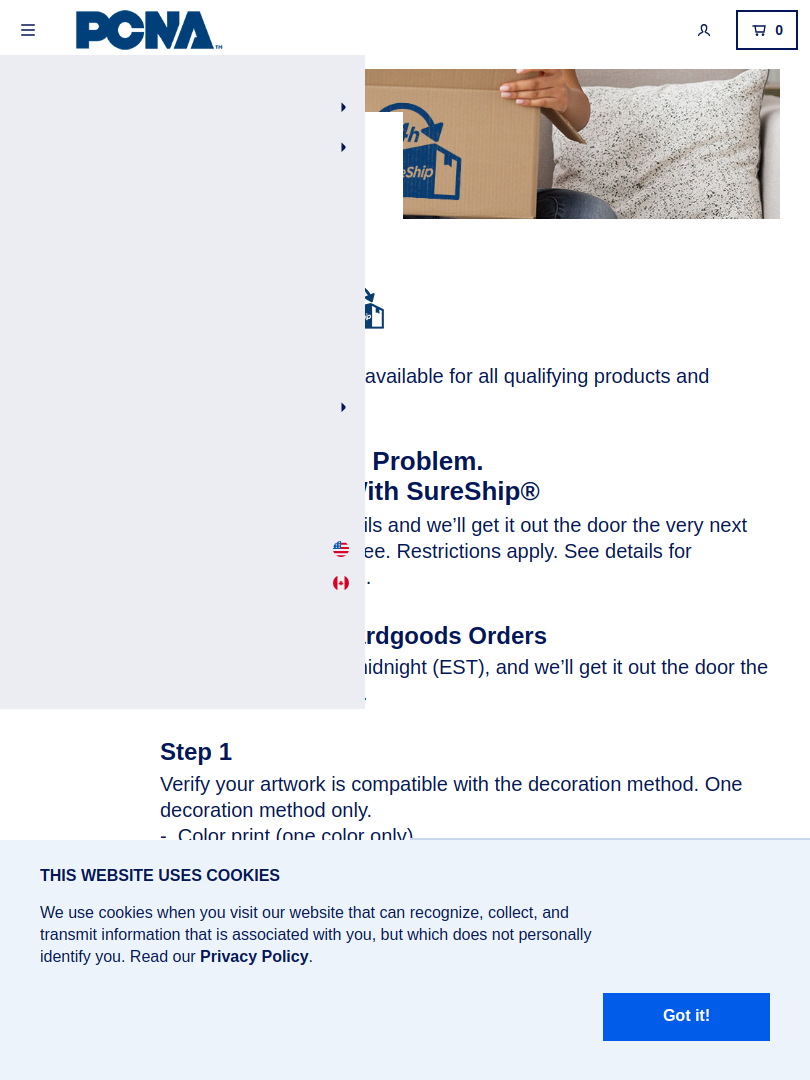 PCNA™
0
4h
eShip
available for all qualifying products and
Problem.
ith SureShip®
ils and we’ll get it out the door the very next
ee. Restrictions apply. See details for
.
rdgoods Orders
idnight (EST), and we’ll get it out the door the
.
Step 1
Verify your artwork is compatible with the decoration method. One
decoration method only.
- Color print (one color only)
THIS WEBSITE USES COOKIES
We use cookies when you visit our website that can recognize, collect, and
transmit information that is associated with you, but which does not personally
identify you. Read our Privacy Policy.
Got it!